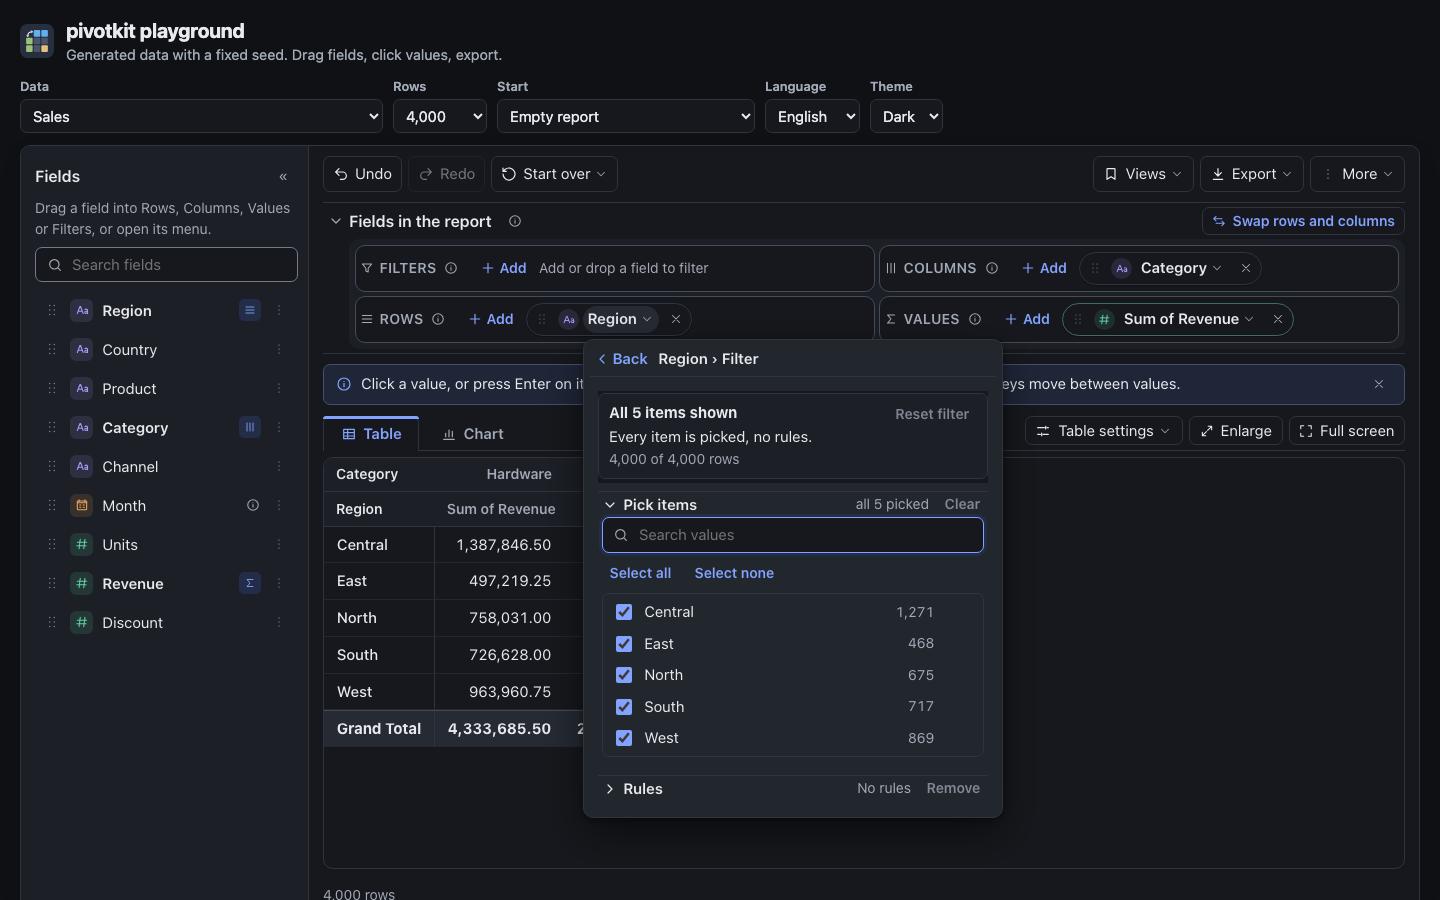 pivotkit playground
Generated data with a fixed seed. Drag fields, click values, export.
Data
Rows
Start
Language
Theme
Sales
4,000
Empty report
English
Dark
Fields
«
Drag a field into Rows, Columns, Values
or Filters, or open its menu.
Search fields
Aa Region
Aa Country
Aa Product
Aa Category
Aa Channel
Month
# Units
# Revenue Σ
# Discount
Undo
Redo
Start over
Views
Export
More
Fields in the report
Swap rows and columns
FILTERS + Add Add or drop a field to filter
COLUMNS + Add Aa Category ×
ROWS + Add Aa Region ×
Σ VALUES + Add # Sum of Revenue ×
Click a value, or press Enter on it
eys move between values.
Table
Chart
Table settings
Enlarge
Full screen
Category Hardware
Region Sum of Revenue
Central 1,387,846.50
East 497,219.25
North 758,031.00
South 726,628.00
West 963,960.75
Grand Total 4,333,685.50 2
Back Region › Filter
All 5 items shown Reset filter
Every item is picked, no rules.
4,000 of 4,000 rows
Pick items all 5 picked Clear
Search values
Select all Select none
Central 1,271
East 468
North 675
South 717
West 869
Rules No rules Remove
4,000 rows